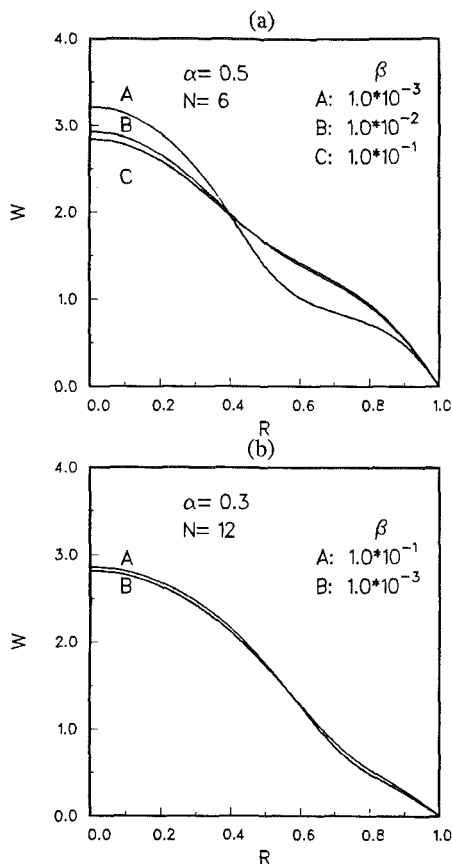 (a)
4.0
α= 0.5
N= 6
β
A: 1.0*10⁻³
B: 1.0*10⁻²
C: 1.0*10⁻¹
A
B
C
3.0
2.0
1.0
0.0
W
0.0 0.2 0.4 0.6 0.8 1.0
R
(b)
4.0
α= 0.3
N= 12
β
A: 1.0*10⁻¹
B: 1.0*10⁻³
A
B
3.0
2.0
1.0
0.0
W
0.0 0.2 0.4 0.6 0.8 1.0
R